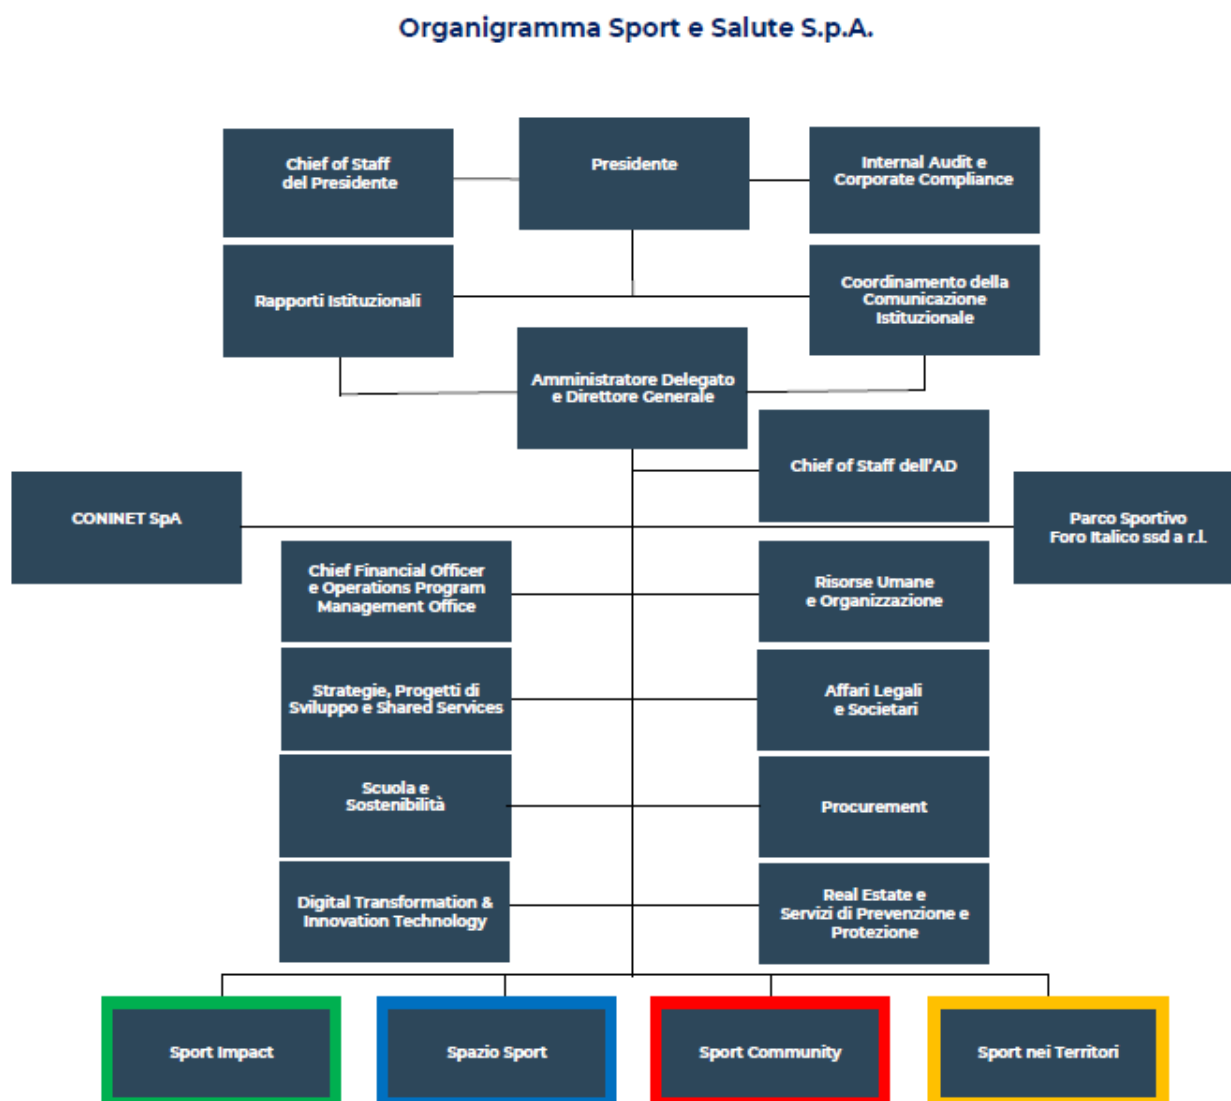 Organigramma Sport e Salute S.p.A.
Chief of Staff
del Presidente
Presidente
Internal Audit e
Corporate Compliance
Rapporti Istituzionali
Coordinamento della
Comunicazione
Istituzionale
Amministratore Delegato
e Direttore Generale
Chief of Staff dell'AD
CONINET SpA
Parco Sportivo
Foro Italico ssd a r.l.
Chief Financial Officer
e Operations Program
Management Office
Risorse Umane
e Organizzazione
Strategie, Progetti di
Sviluppo e Shared Services
Affari Legali
e Societari
Scuola e
Sostenibilità
Procurement
Digital Transformation &
Innovation Technology
Real Estate e
Servizi di Prevenzione e
Protezione
Sport Impact
Spazio Sport
Sport Community
Sport nei Territori